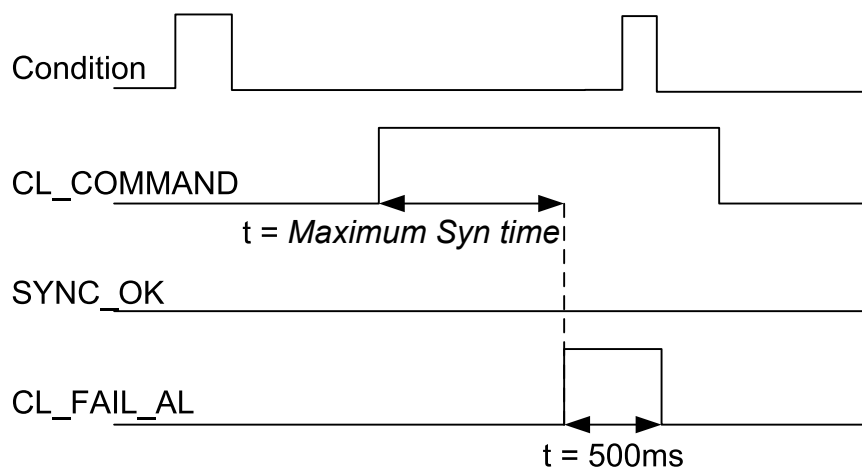 Condition
CL_COMMAND
t = Maximum Syn time
SYNC_OK
CL_FAIL_AL
t = 500ms